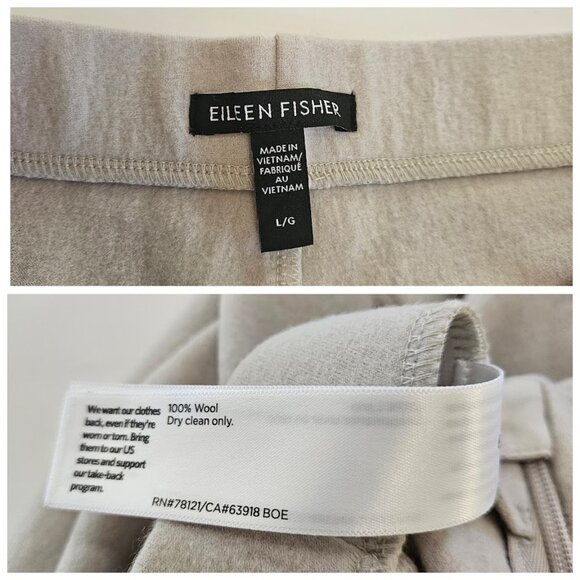 EILEEN FISHER
MADE IN
VIETNAM/
FABRIQUÉ
AU
VIETNAM
L/G
We want our clothes
back, even if they're
worn or torn. Bring
them to our US
stores and support
our take-back
program.
100% Wool
Dry clean only.
RN#78121/CA#63918 BOE